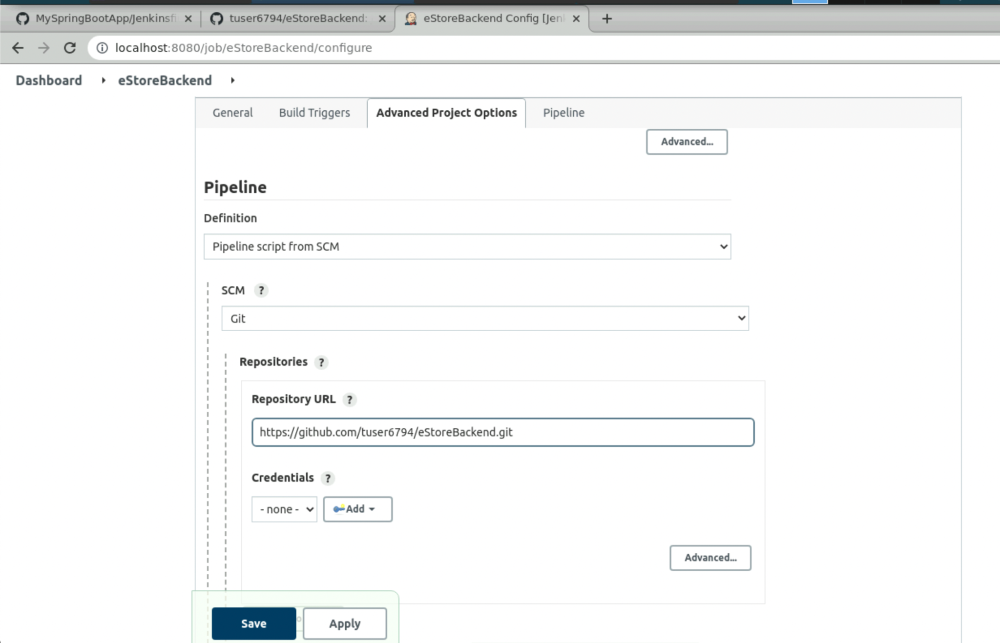 MySpringBootApp/Jenkinsfi
tuser6794/eStoreBackend:
eStoreBackend Config [Jen
localhost:8080/job/eStoreBackend/configure
Dashboard eStoreBackend
General Build Triggers Advanced Project Options Pipeline
Advanced...
Pipeline
Definition
Pipeline script from SCM
SCM ?
Git
Repositories ?
Repository URL ?
https://github.com/tuser6794/eStoreBackend.git
Credentials ?
- none - Add
Advanced...
Save Apply